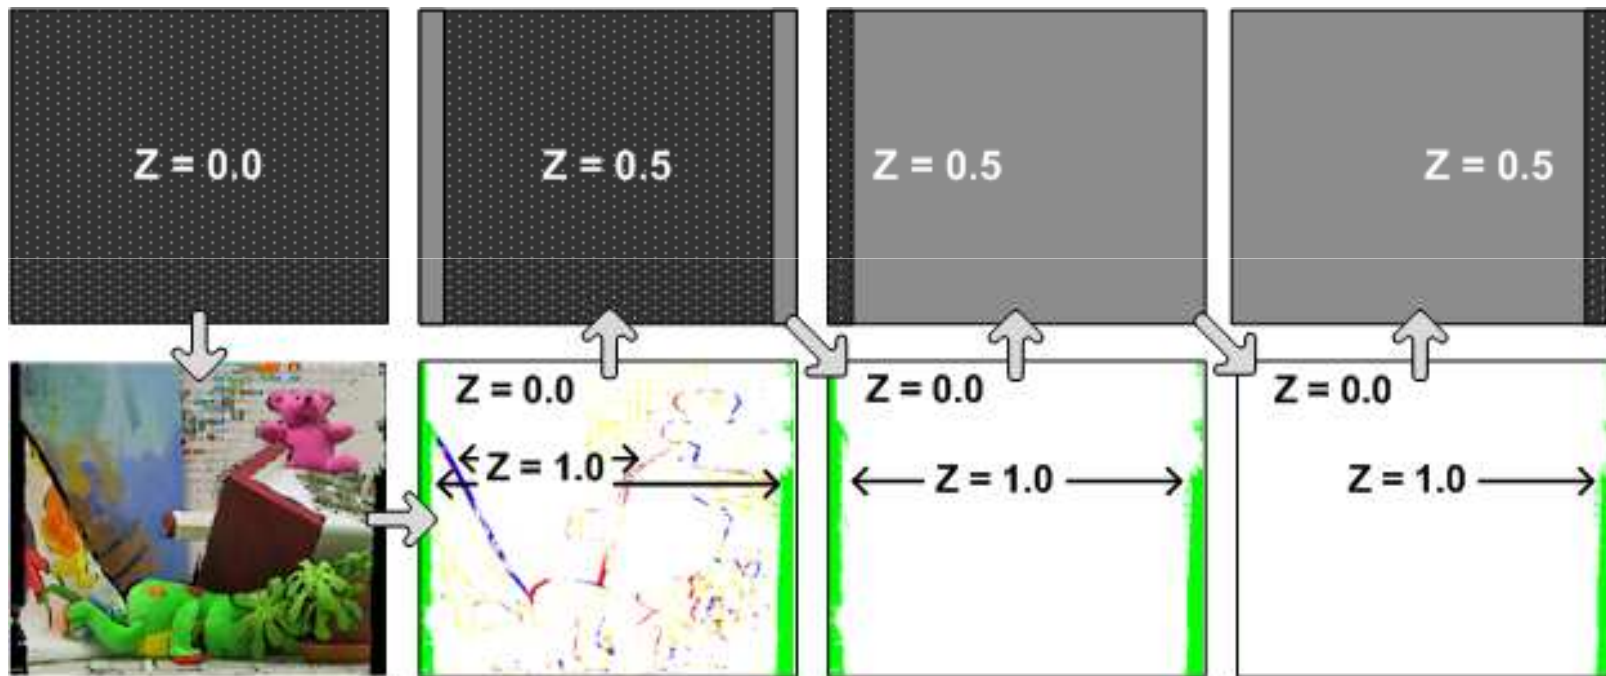 Z = 0.0
Z = 0.5
Z = 0.5
Z = 0.5
Z = 0.0
Z = 1.0
Z = 0.0
Z = 1.0
Z = 0.0
Z = 1.0